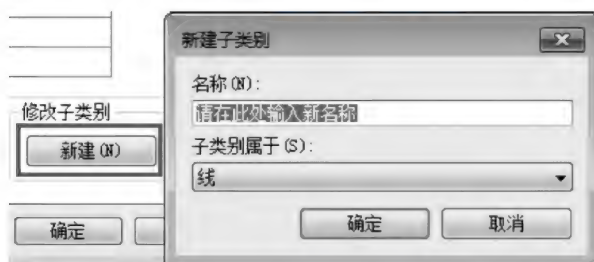 修改子类别
新建(N)
确定
新建子类别
名称(N):
请在此处输入新名称
子类别属于(S):
线
确定
取消